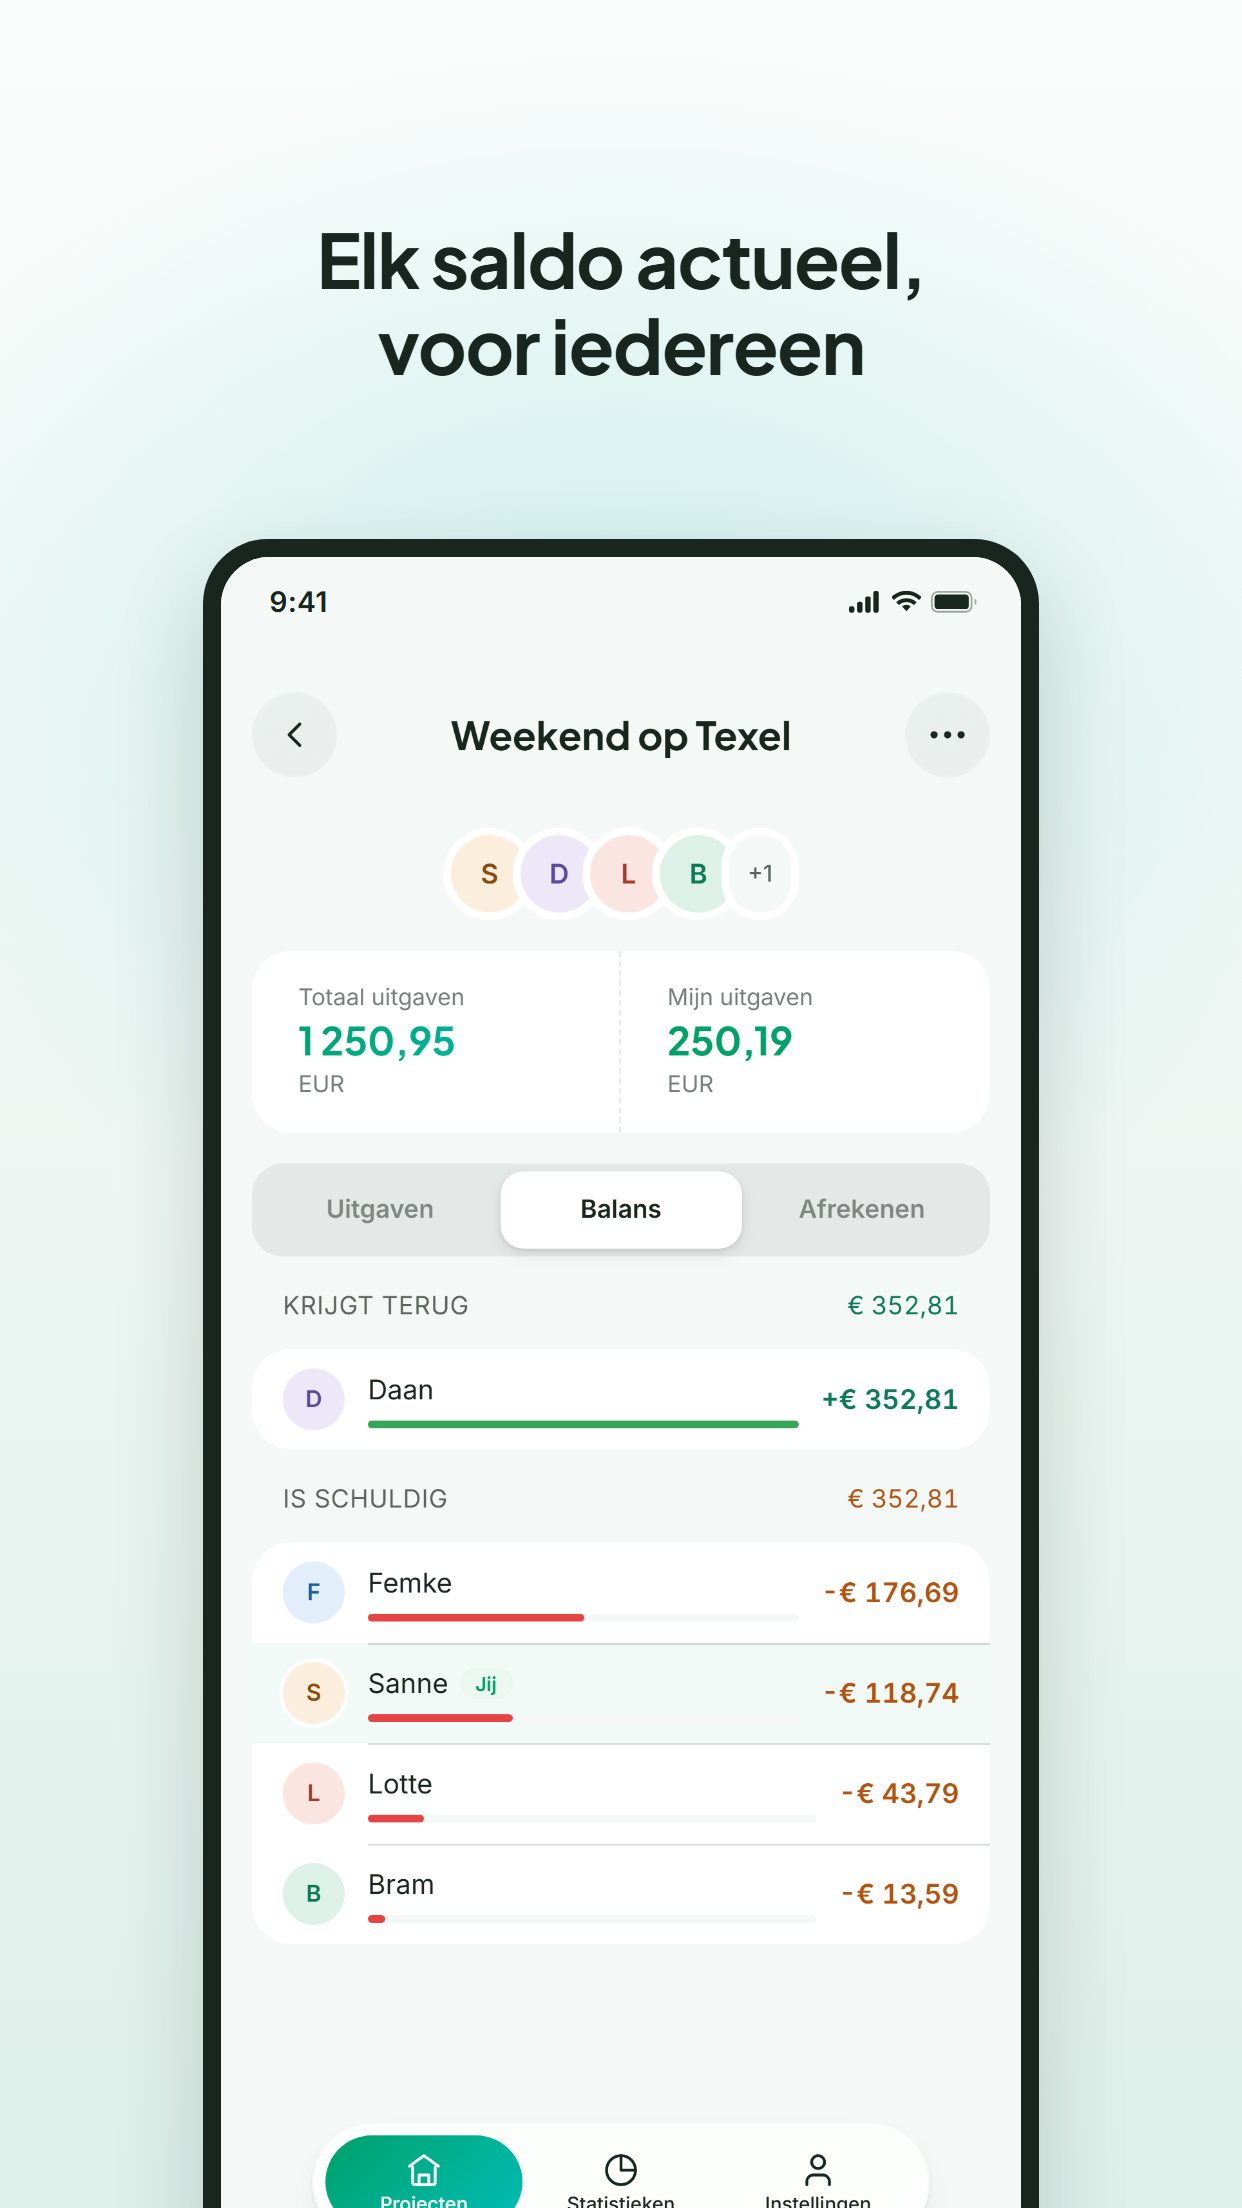 Elk saldo actueel,
voor iedereen
9:41
Weekend op Texel
S D L B +1
Totaal uitgaven Mijn uitgaven
1 250,95 250,19
EUR EUR
Uitgaven Balans Afrekenen
KRIJGT TERUG € 352,81
D Daan +€ 352,81
IS SCHULDIG € 352,81
F Femke -€ 176,69
S Sanne Jij -€ 118,74
L Lotte -€ 43,79
B Bram -€ 13,59
Projecten Statistieken Instellingen